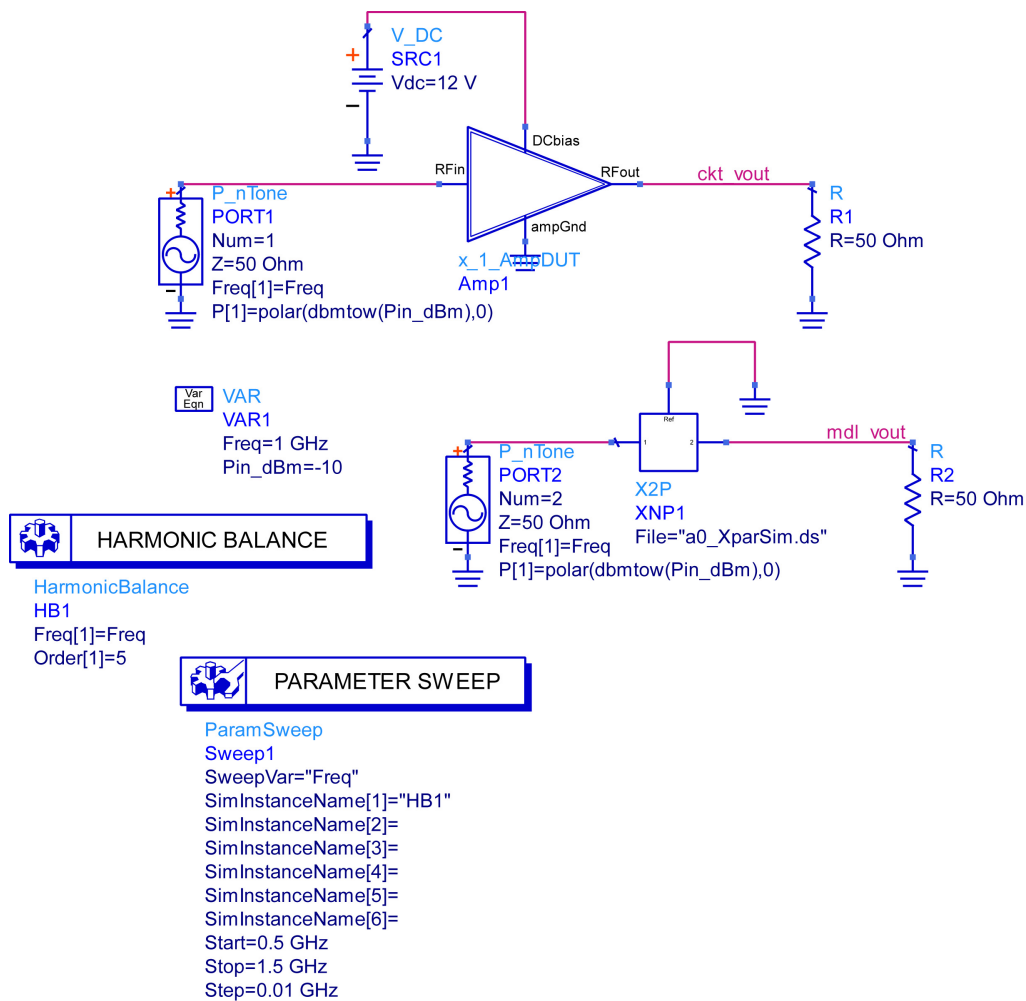 V_DC
SRC1
Vdc=12 V
DCbias
RFin
RFout
ckt_vout
ampGnd
x_1_AmpDUT
Amp1
P_nTone
PORT1
Num=1
Z=50 Ohm
Freq[1]=Freq
P[1]=polar(dbmtow(Pin_dBm),0)
R
R1
R=50 Ohm
Var
Eqn
VAR
VAR1
Freq=1 GHz
Pin_dBm=-10
Ref
1
2
mdl_vout
P_nTone
PORT2
Num=2
Z=50 Ohm
Freq[1]=Freq
P[1]=polar(dbmtow(Pin_dBm),0)
X2P
XNP1
File="a0_XparSim.ds"
R
R2
R=50 Ohm
HARMONIC BALANCE
HarmonicBalance
HB1
Freq[1]=Freq
Order[1]=5
PARAMETER SWEEP
ParamSweep
Sweep1
SweepVar="Freq"
SimInstanceName[1]="HB1"
SimInstanceName[2]=
SimInstanceName[3]=
SimInstanceName[4]=
SimInstanceName[5]=
SimInstanceName[6]=
Start=0.5 GHz
Stop=1.5 GHz
Step=0.01 GHz